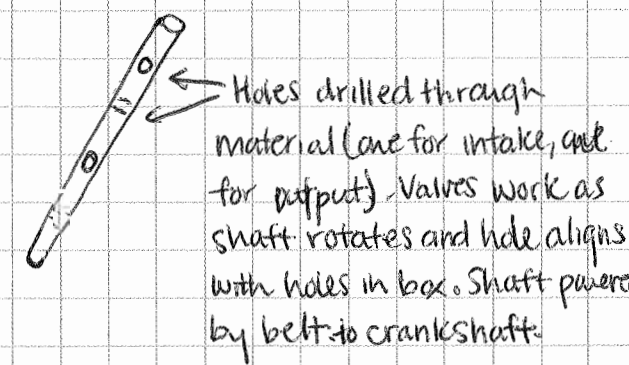 Holes drilled through
material (one for intake, one
for output). Valves work as
shaft rotates and hole aligns
with holes in box. Shaft powere
by belt to crankshaft.